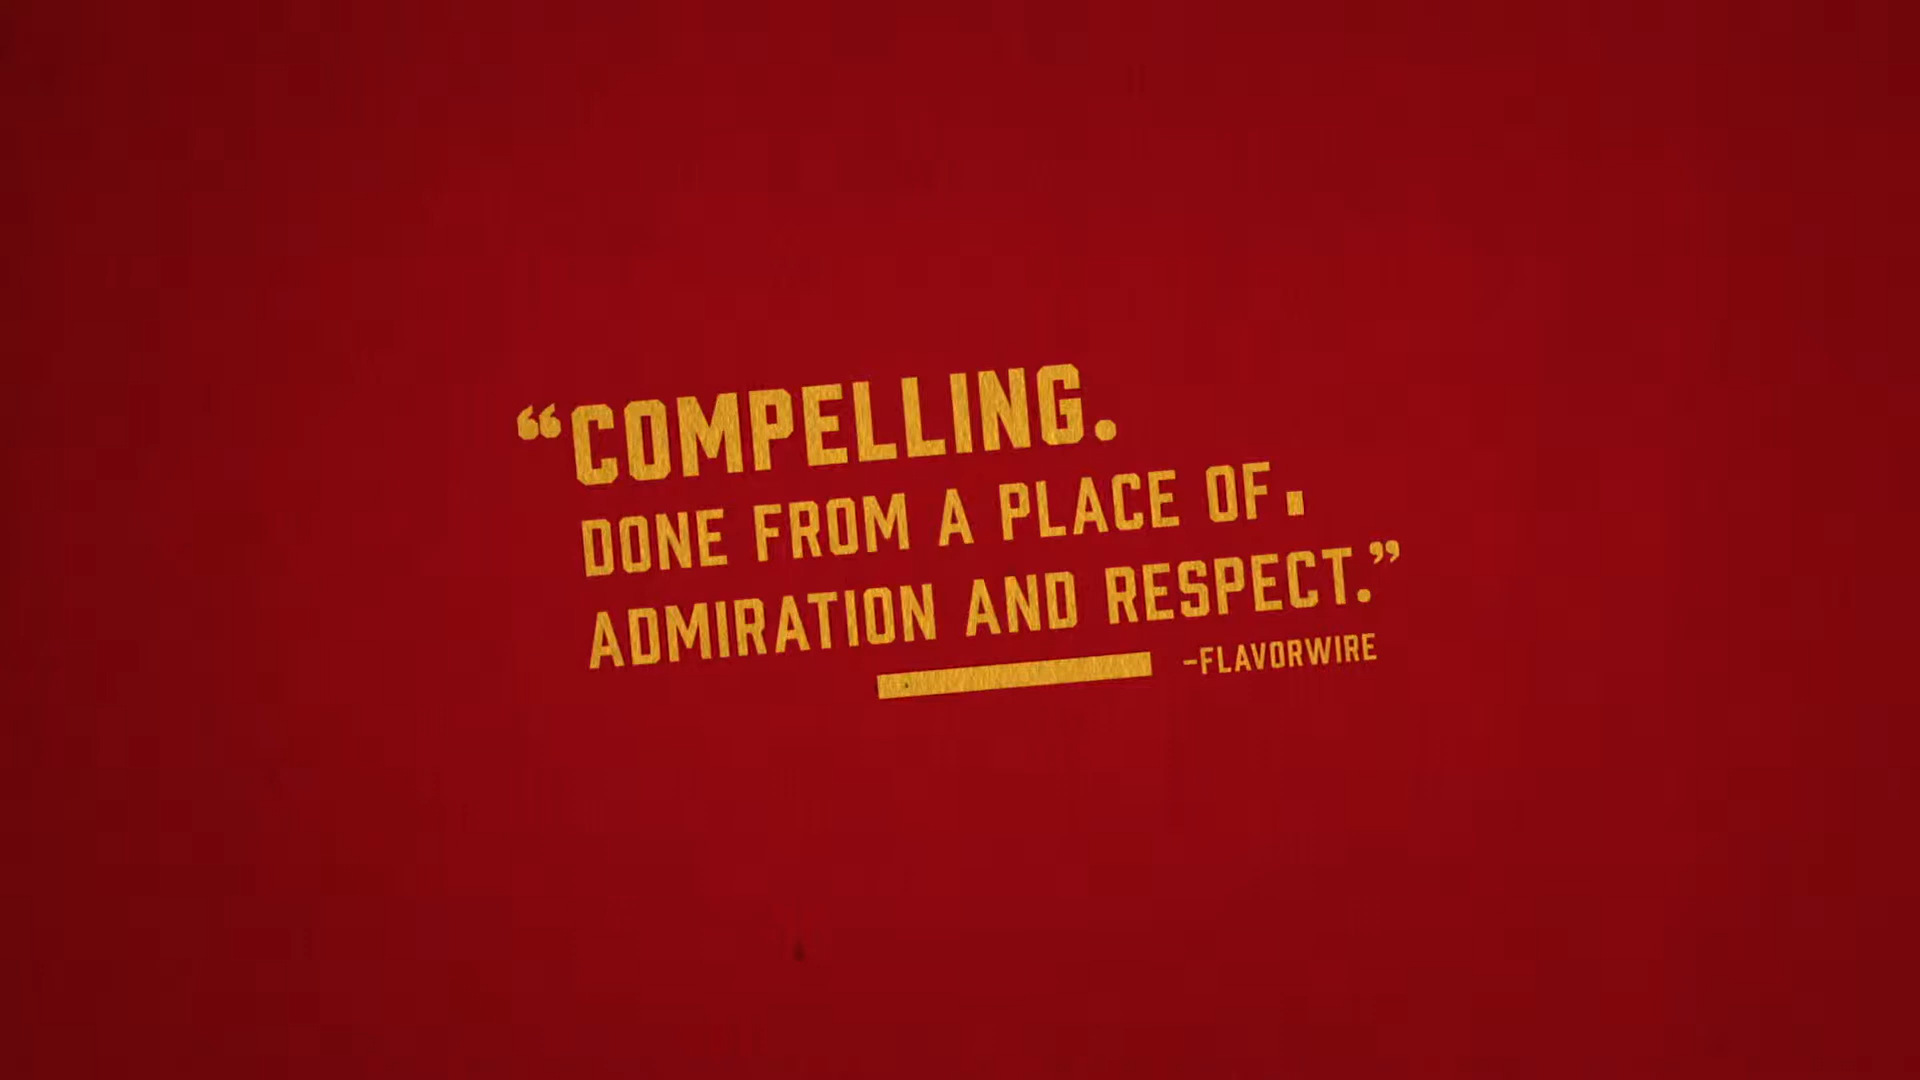 “COMPELLING.
DONE FROM A PLACE OF.
ADMIRATION AND RESPECT.”
-FLAVORWIRE